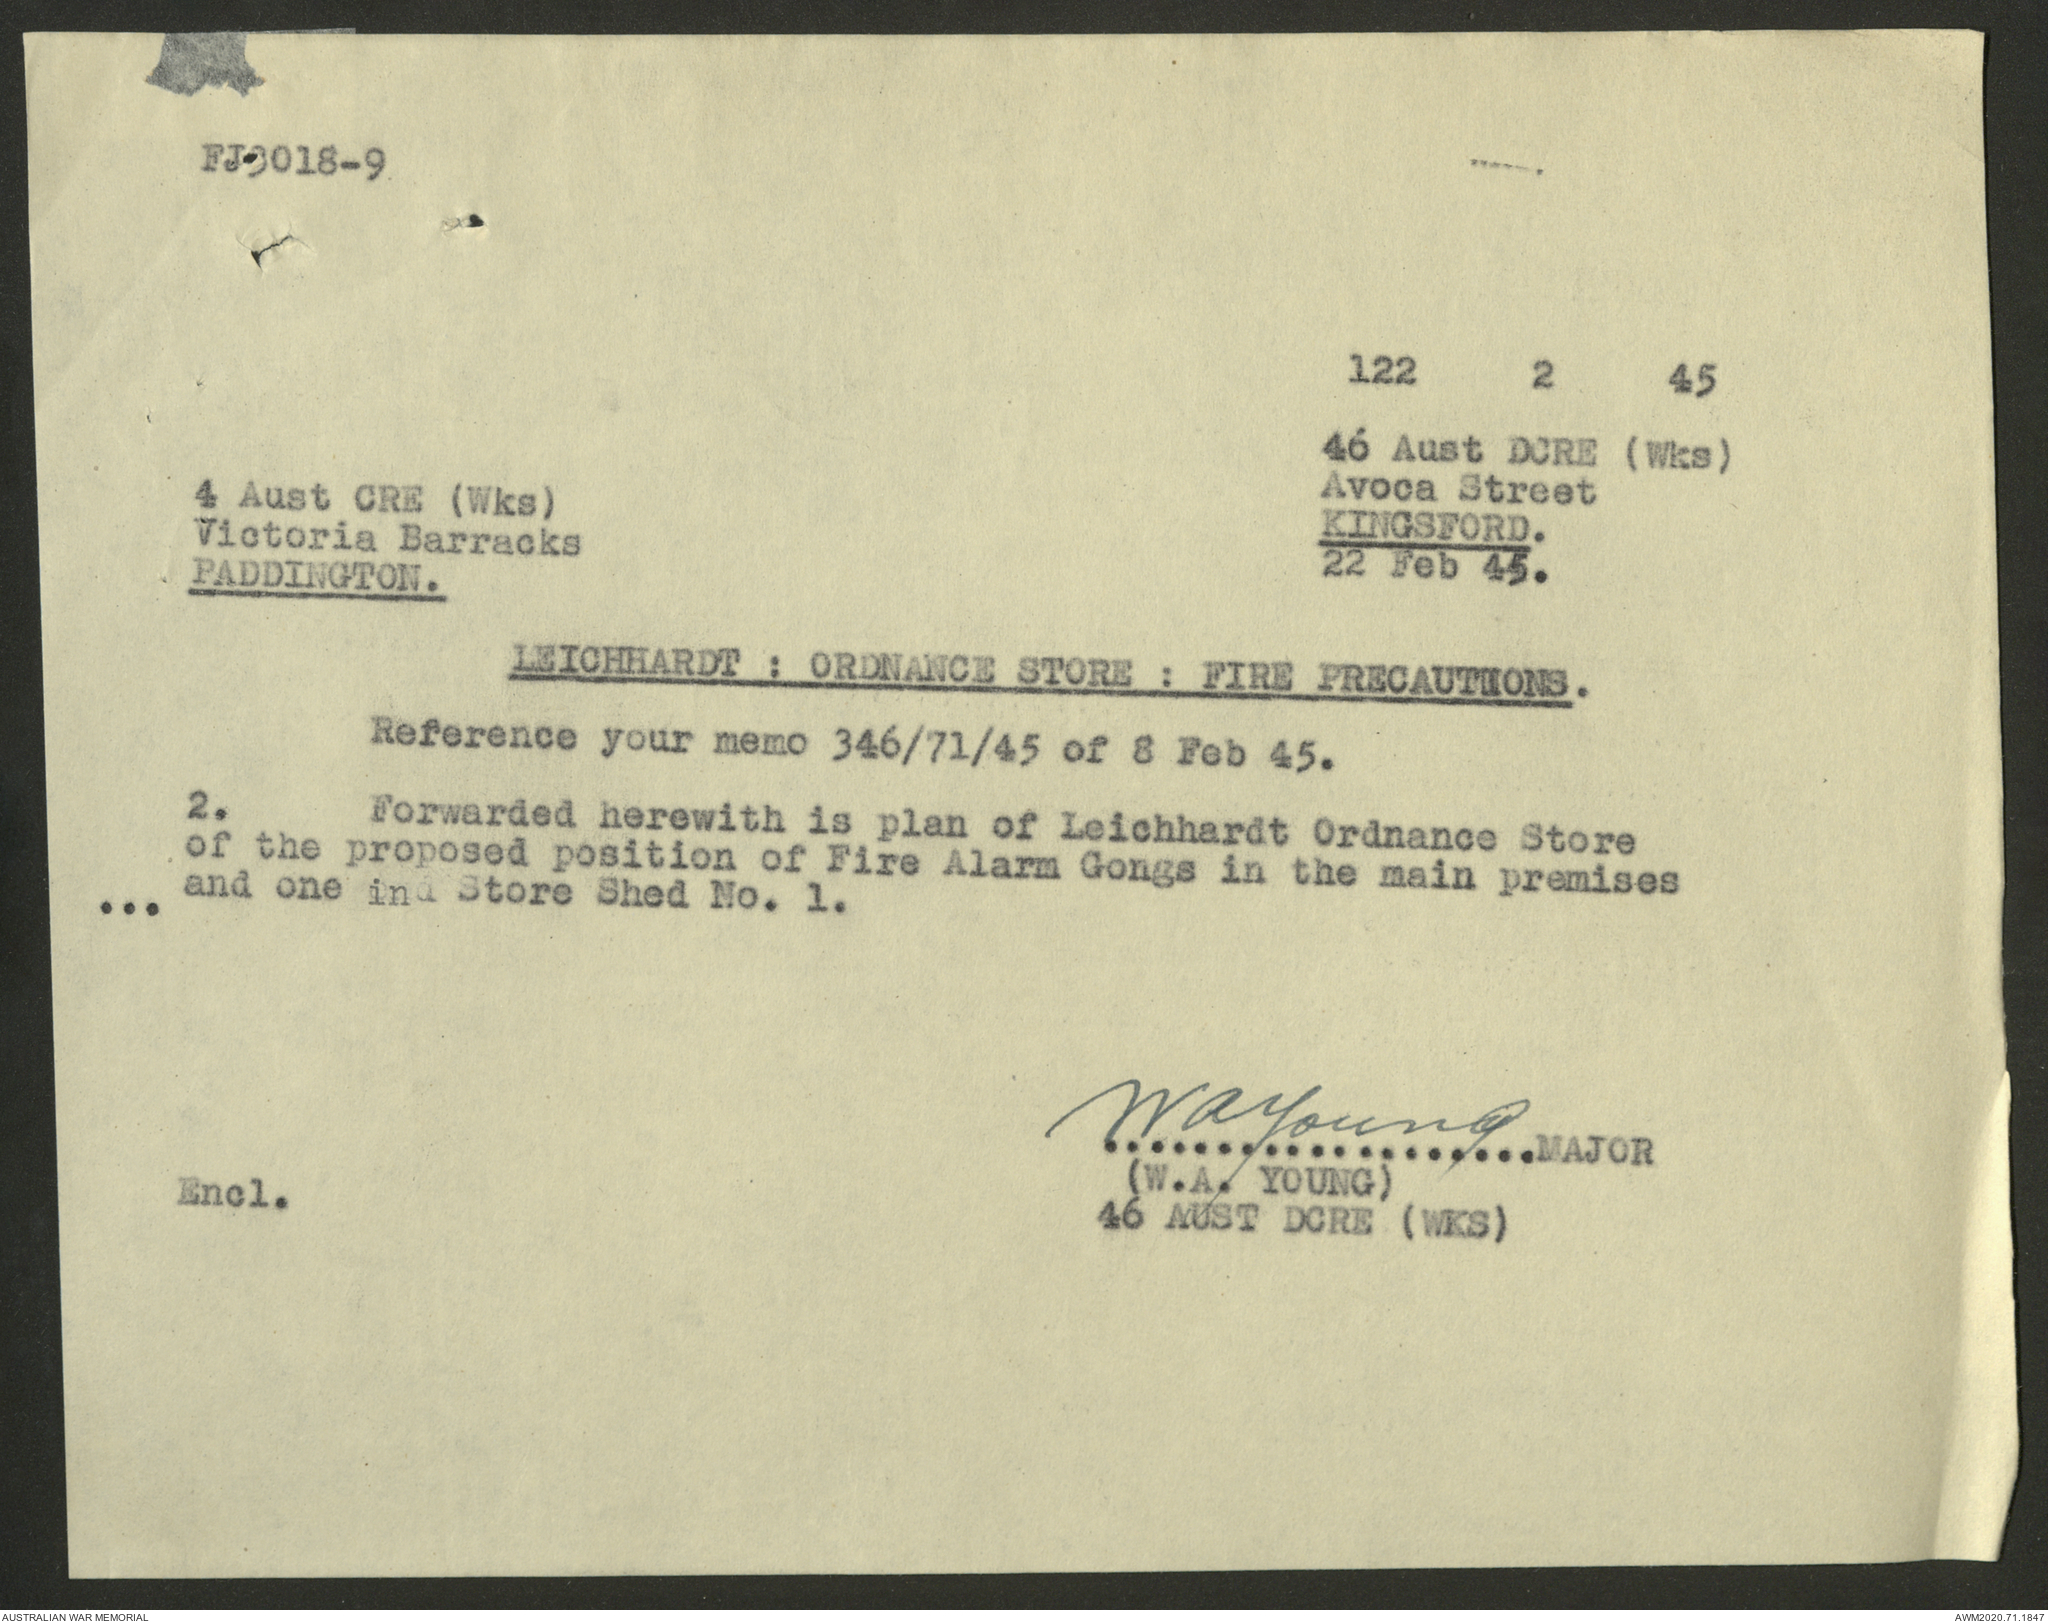 FJ3018-9
122 2 45
46 Aust DCRE (Wks)
Avoca Street
KINGSFORD.
22 Feb 45.
4 Aust CRE (Wks)
Victoria Barracks
PADDINGTON.
LEICHHARDT : ORDNANCE STORE : FIRE PRECAUTIONS.
Reference your memo 346/71/45 of 8 Feb 45.
2. Forwarded herewith is plan of Leichhardt Ordnance Store
of the proposed position of Fire Alarm Gongs in the main premises
... and one in Store Shed No. 1.
WAYoung
....................MAJOR
(W.A. YOUNG)
Encl.
46 AUST DCRE (WKS)
AUSTRALIAN WAR MEMORIAL
AWM2020.71.1847